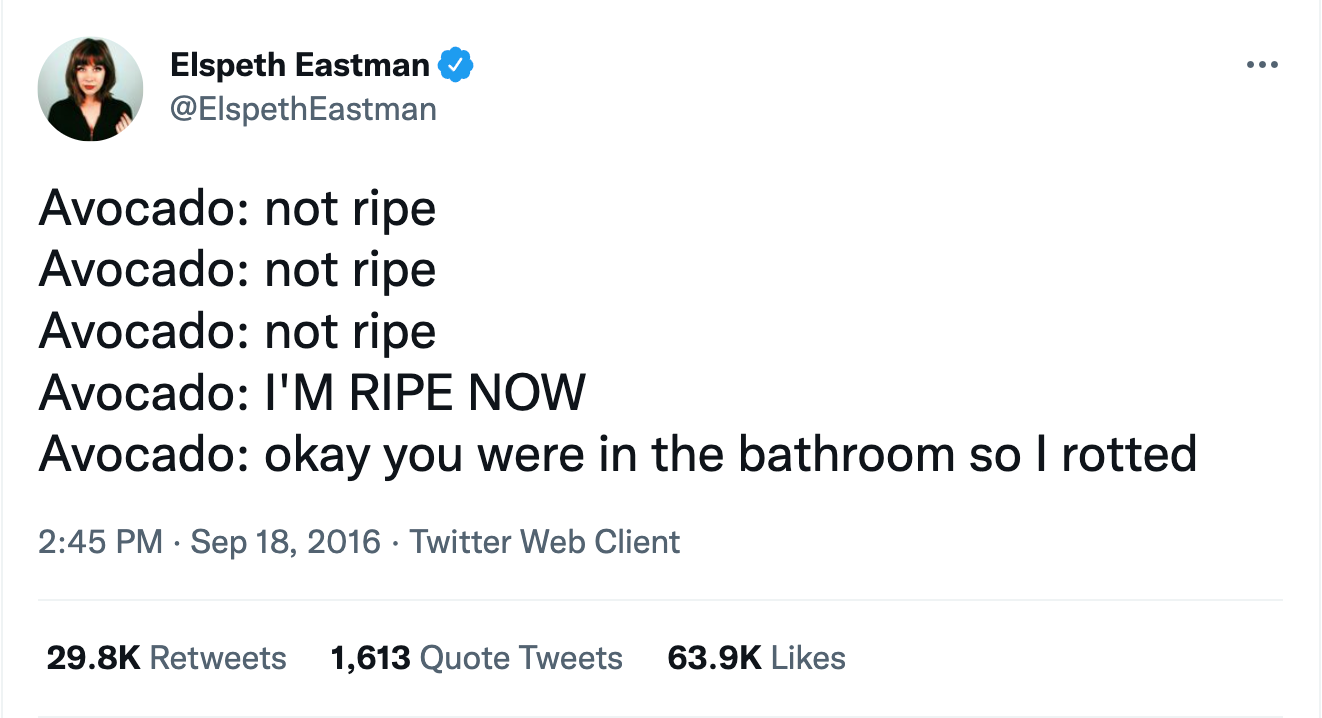 Elspeth Eastman
@ElspethEastman
Avocado: not ripe
Avocado: not ripe
Avocado: not ripe
Avocado: I'M RIPE NOW
Avocado: okay you were in the bathroom so I rotted
2:45 PM · Sep 18, 2016 · Twitter Web Client
29.8K Retweets 1,613 Quote Tweets 63.9K Likes